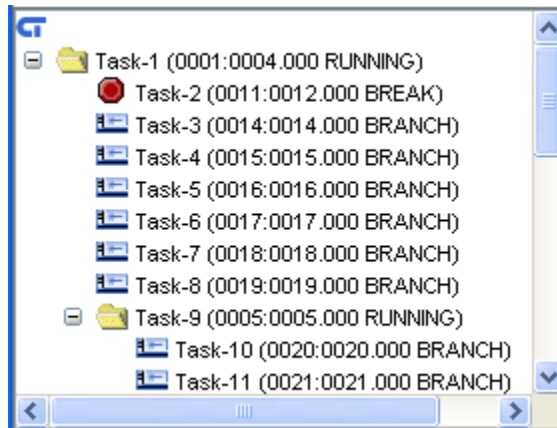 CT
Task-1 (0001:0004.000 RUNNING)
Task-2 (0011:0012.000 BREAK)
Task-3 (0014:0014.000 BRANCH)
Task-4 (0015:0015.000 BRANCH)
Task-5 (0016:0016.000 BRANCH)
Task-6 (0017:0017.000 BRANCH)
Task-7 (0018:0018.000 BRANCH)
Task-8 (0019:0019.000 BRANCH)
Task-9 (0005:0005.000 RUNNING)
Task-10 (0020:0020.000 BRANCH)
Task-11 (0021:0021.000 BRANCH)